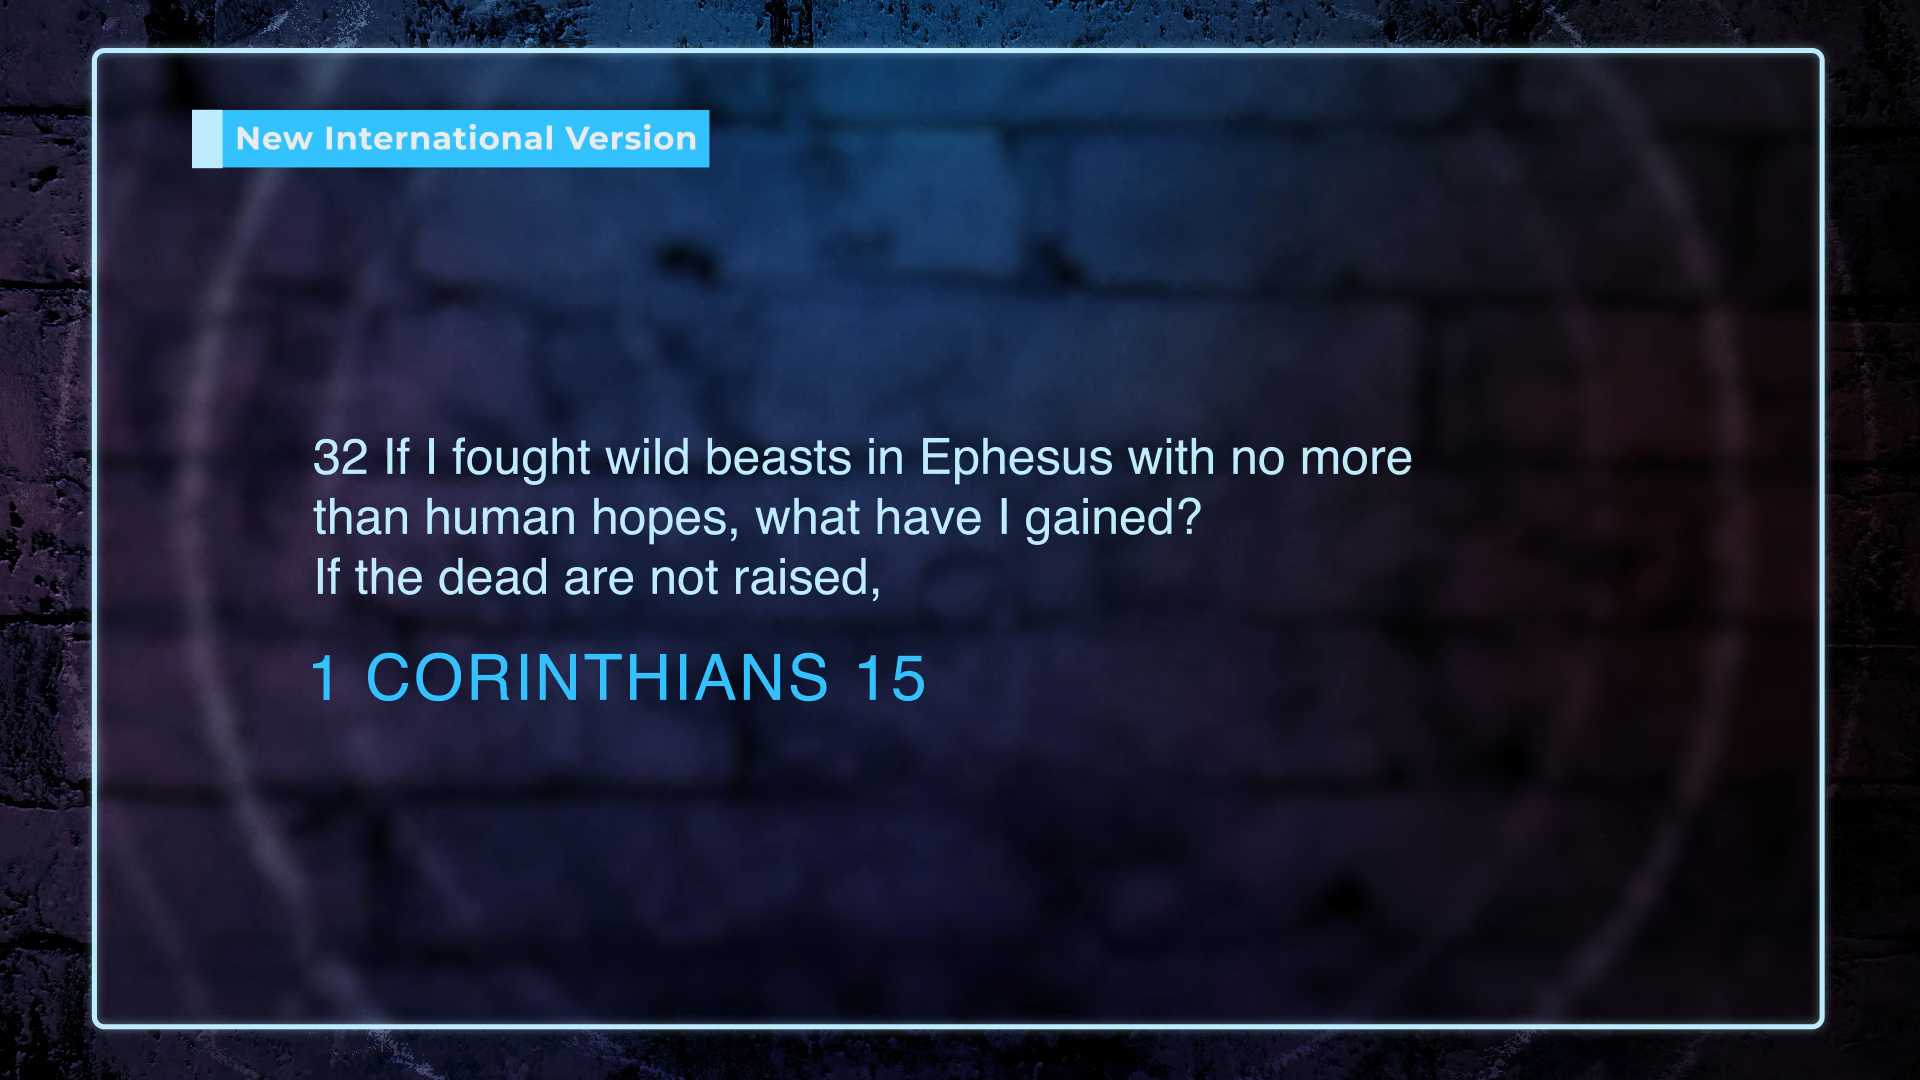 New International Version
32 If I fought wild beasts in Ephesus with no more
than human hopes, what have I gained?
If the dead are not raised,
1 CORINTHIANS 15